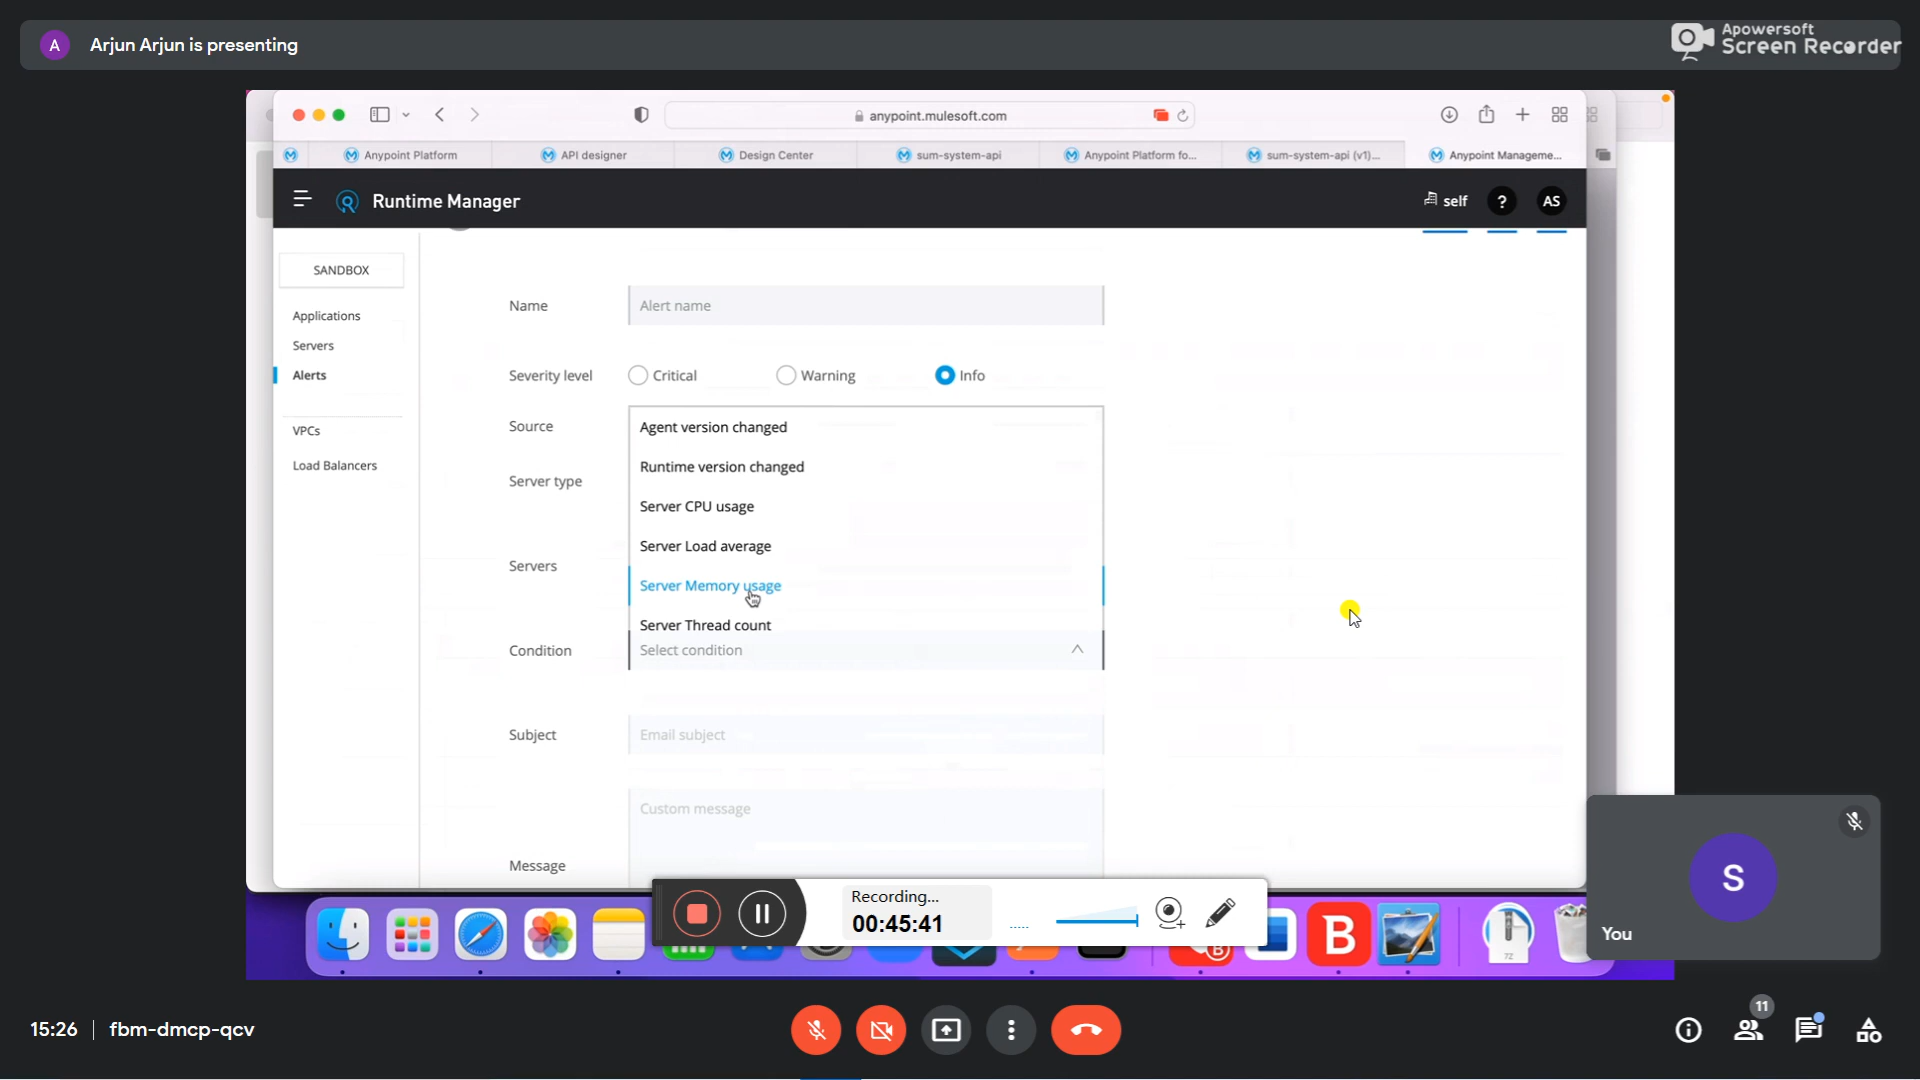 A Arjun Arjun is presenting
Apowersoft
Screen Recorder
anypoint.mulesoft.com
Anypoint Platform
API designer
Design Center
sum-system-api
Anypoint Platform fo...
sum-system-api (v1)...
Anypoint Manageme...
Runtime Manager
self
?
AS
SANDBOX
Applications
Servers
Alerts
VPCs
Load Balancers
Name
Alert name
Severity level
Critical
Warning
Info
Source
Agent version changed
Runtime version changed
Server type
Server CPU usage
Server Load average
Servers
Server Memory usage
Server Thread count
Condition
Select condition
Subject
Email subject
Custom message
Message
Recording...
00:45:41
B
B
7Z
S
You
15:26
fbm-dmcp-qcv
11